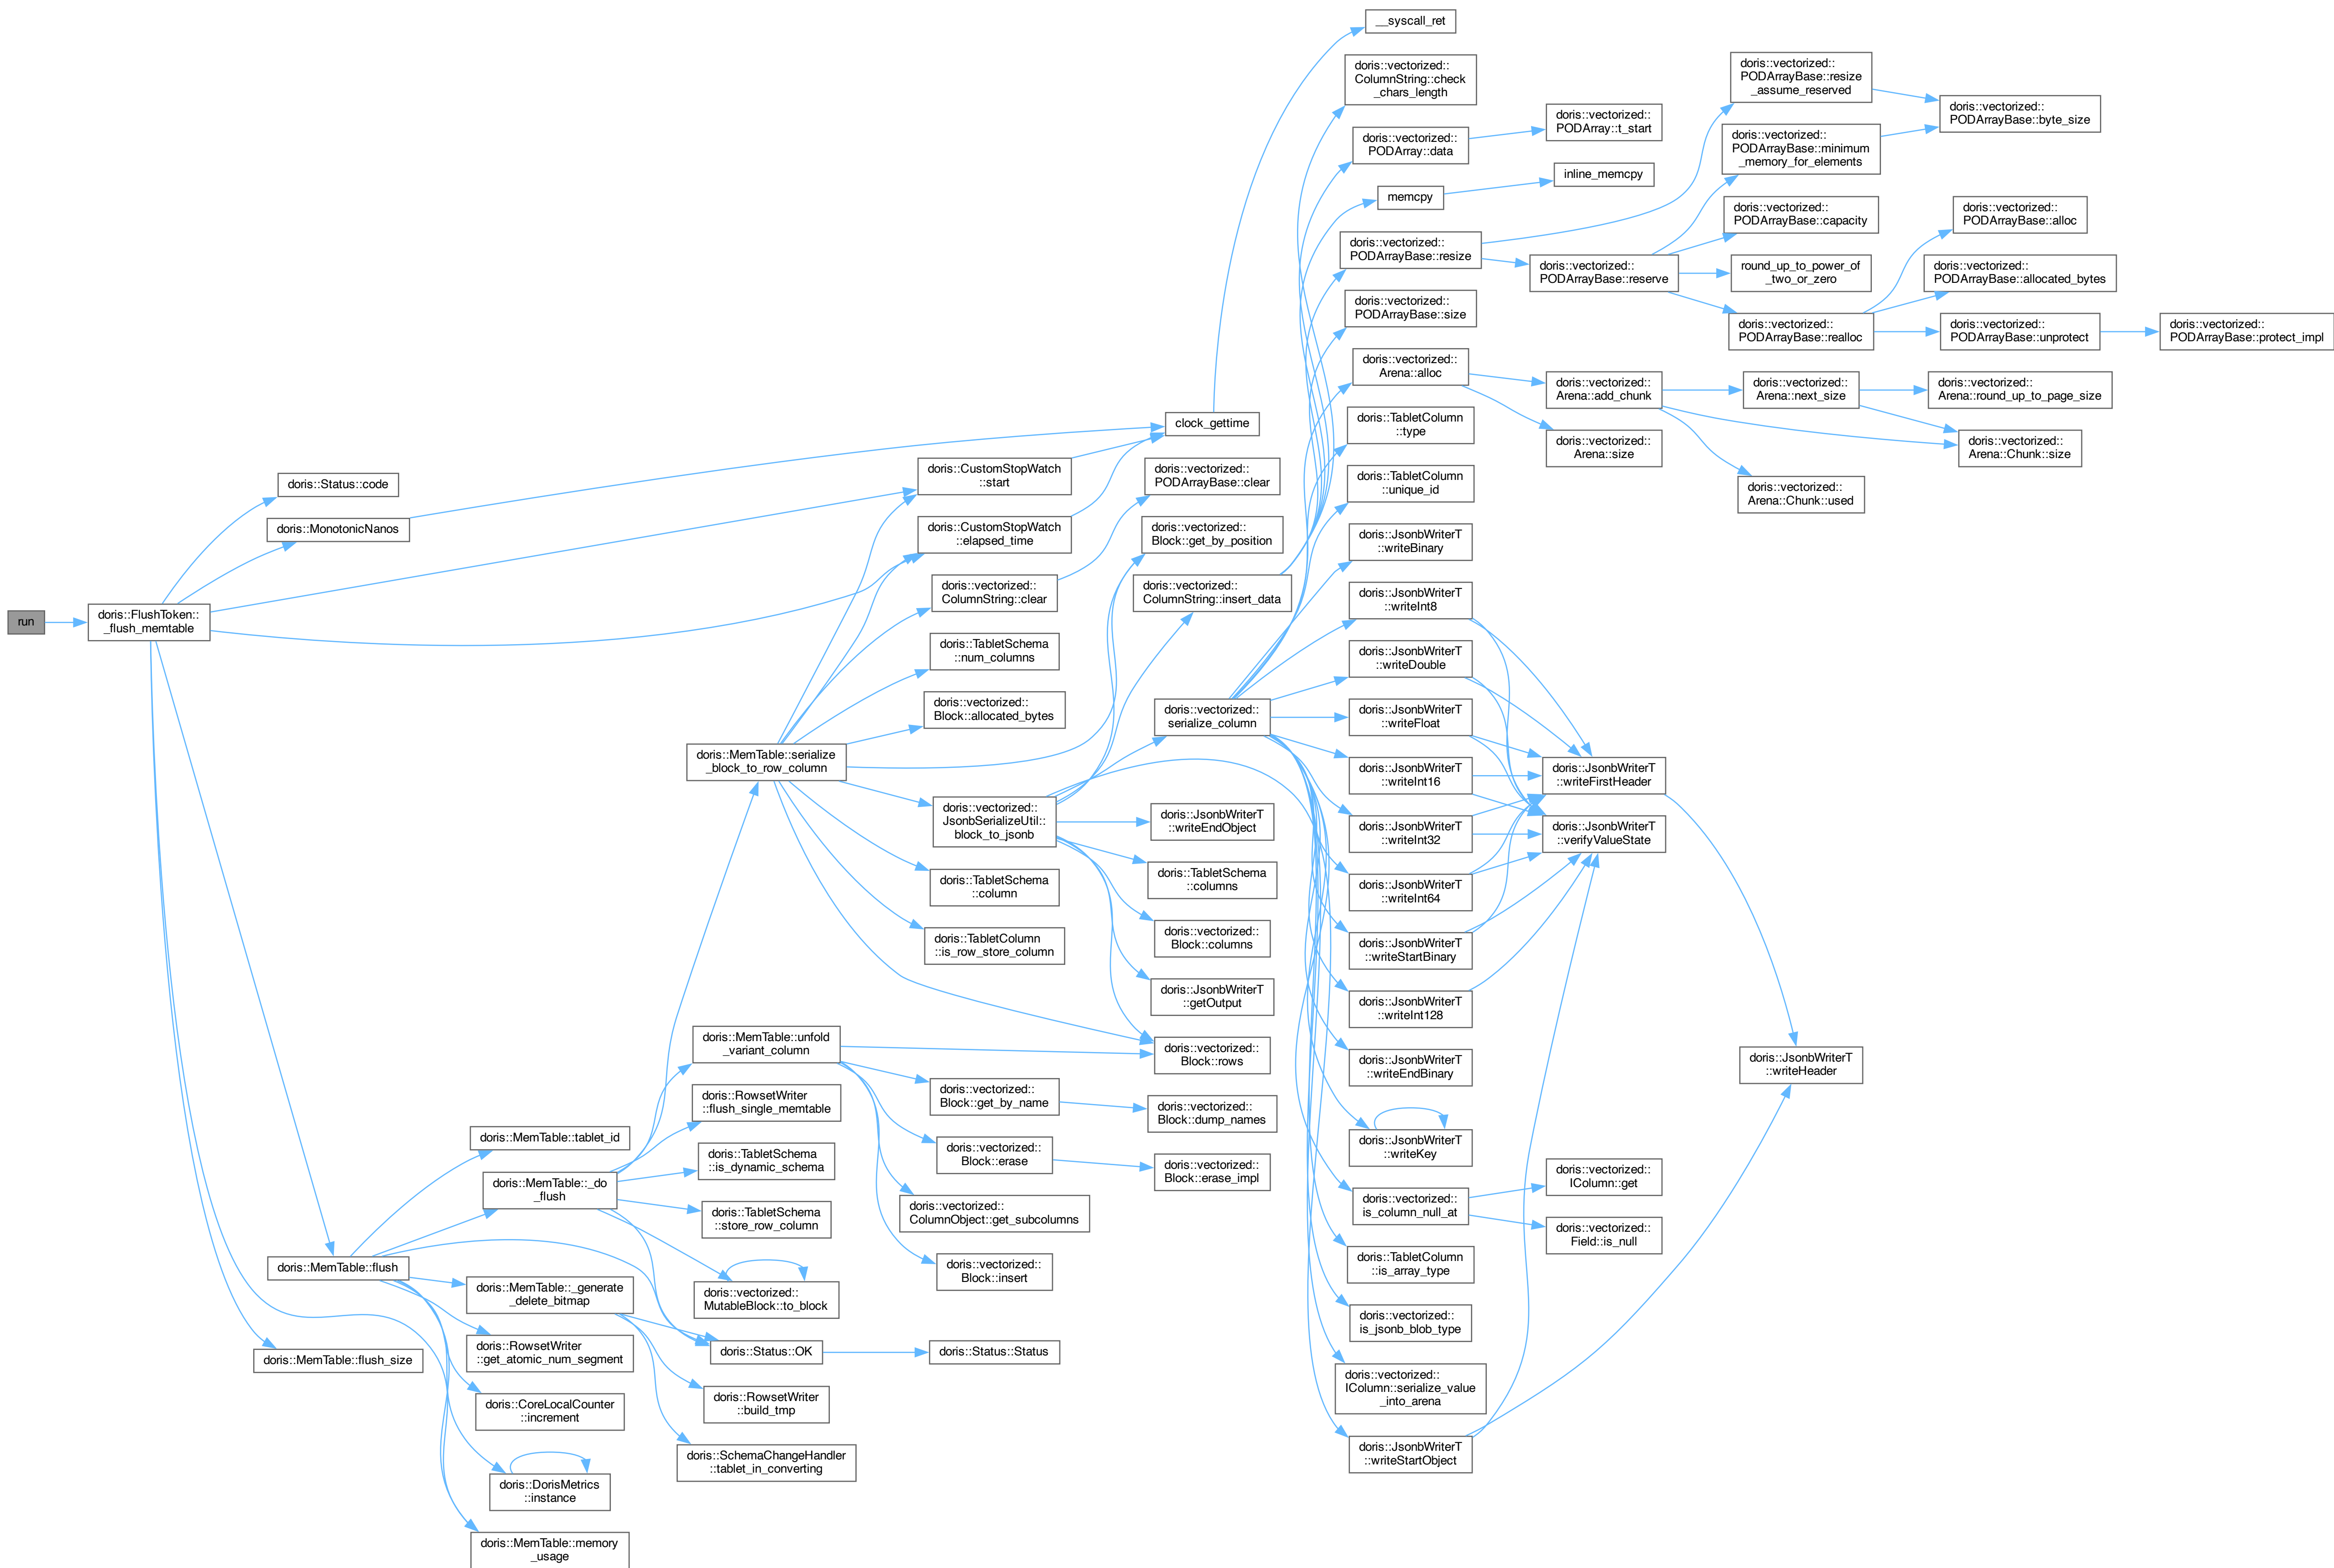 run
doris::FlushToken::
_flush_memtable
doris::Status::code
doris::MonotonicNanos
doris::MemTable::flush
doris::MemTable::flush_size
doris::MemTable::tablet_id
doris::MemTable::_do
_flush
doris::MemTable::_generate
_delete_bitmap
doris::RowsetWriter
::get_atomic_num_segment
doris::CoreLocalCounter
::increment
doris::DorisMetrics
::instance
doris::MemTable::memory
_usage
doris::MemTable::serialize
_block_to_row_column
doris::MemTable::unfold
_variant_column
doris::RowsetWriter
::flush_single_memtable
doris::TabletSchema
::is_dynamic_schema
doris::TabletSchema
::store_row_column
doris::vectorized::
MutableBlock::to_block
doris::Status::OK
doris::RowsetWriter
::build_tmp
doris::SchemaChangeHandler
::tablet_in_converting
doris::CustomStopWatch
::start
doris::CustomStopWatch
::elapsed_time
doris::vectorized::
ColumnString::clear
doris::TabletSchema
::num_columns
doris::vectorized::
Block::allocated_bytes
doris::vectorized::
JsonbSerializeUtil::
block_to_jsonb
doris::TabletSchema
::column
doris::TabletColumn
::is_row_store_column
doris::vectorized::
Block::get_by_name
doris::vectorized::
Block::erase
doris::vectorized::
ColumnObject::get_subcolumns
doris::vectorized::
Block::insert
doris::Status::Status
clock_gettime
doris::vectorized::
PODArrayBase::clear
doris::vectorized::
Block::get_by_position
doris::vectorized::
ColumnString::insert_data
doris::vectorized::
serialize_column
doris::JsonbWriterT
::writeEndObject
doris::TabletSchema
::columns
doris::vectorized::
Block::columns
doris::JsonbWriterT
::getOutput
doris::vectorized::
Block::rows
doris::vectorized::
Block::dump_names
doris::vectorized::
Block::erase_impl
__syscall_ret
doris::vectorized::
ColumnString::check
_chars_length
doris::vectorized::
PODArray::data
memcpy
doris::vectorized::
PODArrayBase::resize
doris::vectorized::
PODArrayBase::size
doris::vectorized::
Arena::alloc
doris::TabletColumn
::type
doris::TabletColumn
::unique_id
doris::JsonbWriterT
::writeBinary
doris::JsonbWriterT
::writeInt8
doris::JsonbWriterT
::writeDouble
doris::JsonbWriterT
::writeFloat
doris::JsonbWriterT
::writeInt16
doris::JsonbWriterT
::writeInt32
doris::JsonbWriterT
::writeInt64
doris::JsonbWriterT
::writeStartBinary
doris::JsonbWriterT
::writeInt128
doris::JsonbWriterT
::writeEndBinary
doris::JsonbWriterT
::writeKey
doris::vectorized::
is_column_null_at
doris::TabletColumn
::is_array_type
doris::vectorized::
is_jsonb_blob_type
doris::vectorized::
IColumn::serialize_value
_into_arena
doris::JsonbWriterT
::writeStartObject
doris::vectorized::
PODArray::t_start
inline_memcpy
doris::vectorized::
PODArrayBase::reserve
doris::vectorized::
Arena::add_chunk
doris::vectorized::
Arena::size
doris::JsonbWriterT
::writeFirstHeader
doris::JsonbWriterT
::verifyValueState
doris::vectorized::
IColumn::get
doris::vectorized::
Field::is_null
doris::vectorized::
PODArrayBase::resize
_assume_reserved
doris::vectorized::
PODArrayBase::minimum
_memory_for_elements
doris::vectorized::
PODArrayBase::capacity
round_up_to_power_of
_two_or_zero
doris::vectorized::
PODArrayBase::realloc
doris::vectorized::
Arena::next_size
doris::vectorized::
Arena::Chunk::used
doris::JsonbWriterT
::writeHeader
doris::vectorized::
PODArrayBase::byte_size
doris::vectorized::
PODArrayBase::alloc
doris::vectorized::
PODArrayBase::allocated_bytes
doris::vectorized::
PODArrayBase::unprotect
doris::vectorized::
Arena::round_up_to_page_size
doris::vectorized::
Arena::Chunk::size
doris::vectorized::
PODArrayBase::protect_impl